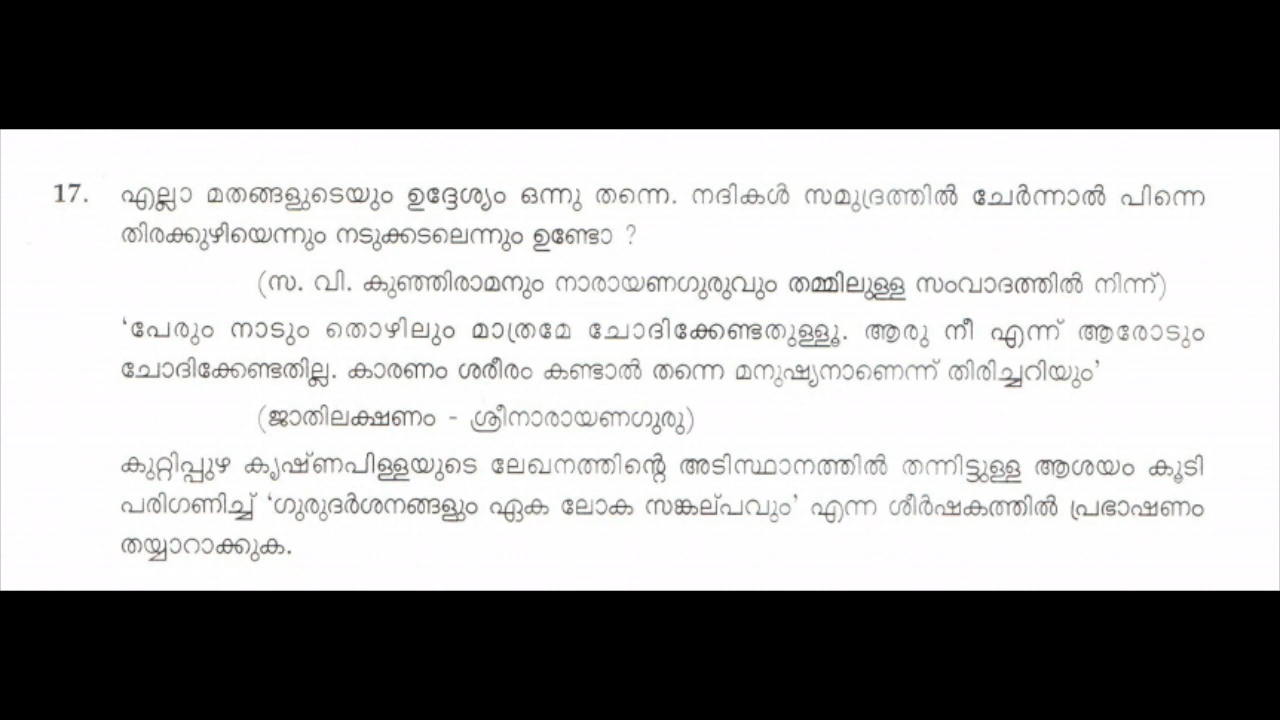 17. എല്ലാ മതങ്ങളുടെയും ഉദ്ദേശ്യം ഒന്നു തന്നെ. നദികൾ സമുദ്രത്തിൽ ചേർന്നാൽ പിന്നെ
തിരക്കുഴിയെന്നും നടുക്കടലെന്നും ഉണ്ടോ ?
(സ. വി. കുഞ്ഞിരാമനും നാരായണഗുരുവും തമ്മിലുള്ള സംവാദത്തിൽ നിന്ന്)
‘പേരും നാടും തൊഴിലും മാത്രമേ ചോദിക്കേണ്ടതുള്ളൂ. ആരു നീ എന്ന് ആരോടും
ചോദിക്കേണ്ടതില്ല. കാരണം ശരീരം കണ്ടാൽ തന്നെ മനുഷ്യനാണെന്ന് തിരിച്ചറിയും’
(ജാതിലക്ഷണം - ശ്രീനാരായണഗുരു)
കുറ്റിപ്പുഴ കൃഷ്ണപിള്ളയുടെ ലേഖനത്തിന്റെ അടിസ്ഥാനത്തിൽ തന്നിട്ടുള്ള ആശയം കൂടി
പരിഗണിച്ച് ‘ഗുരുദർശനങ്ങളും ഏക ലോക സങ്കല്പവും’ എന്ന ശീർഷകത്തിൽ പ്രഭാഷണം
തയ്യാറാക്കുക.